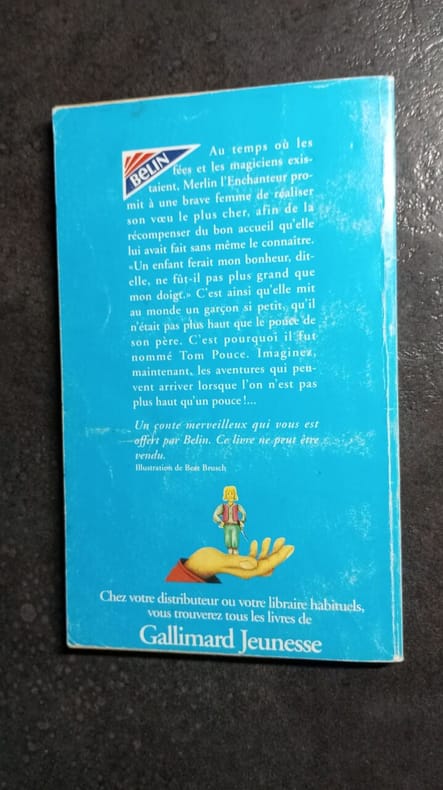 BELIN
Au temps où les
fées et les magiciens exis-
taient, Merlin l'Enchanteur pro-
mit à une brave femme de réaliser
son vœu le plus cher, afin de la
récompenser du bon accueil qu'elle
lui avait fait sans même le connaître.
«Un enfant ferait mon bonheur, dit-
elle, ne fût-il pas plus grand que
mon doigt.» C'est ainsi qu'elle mit
au monde un garçon si petit, qu'il
n'était pas plus haut que le pouce de
son père. C'est pourquoi il fut
nommé Tom Pouce. Imaginez,
maintenant, les aventures qui peu-
vent arriver lorsque l'on n'est pas
plus haut qu'un pouce !...
Un conte merveilleux qui vous est
offert par Belin. Ce livre ne peut être
vendu.
Illustration de Beat Brusch
Chez votre distributeur ou votre libraire habituels,
vous trouverez tous les livres de
Gallimard Jeunesse